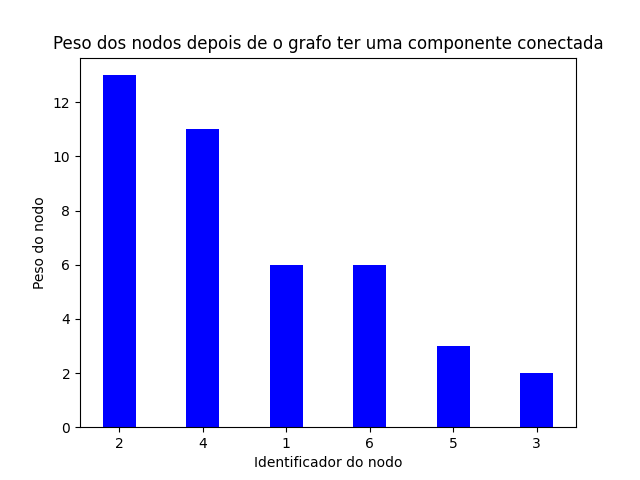 Peso dos nodos depois de o grafo ter uma componente conectada
12
10
8
6
4
2
0
Peso do nodo
2 4 1 6 5 3
Identificador do nodo